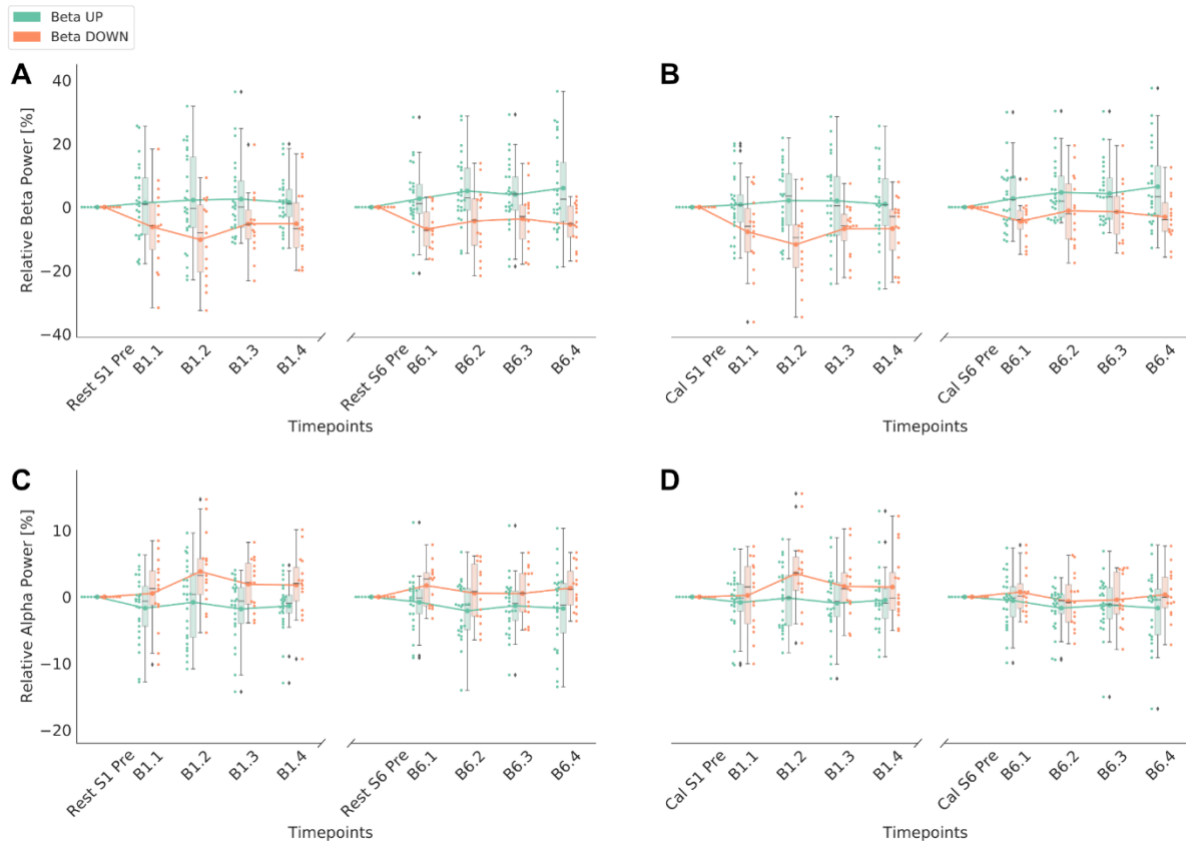 Beta UP
Beta DOWN
A
B
Relative Beta Power [%]
40
20
0
−20
−40
Rest S1 Pre
B1.1
B1.2
B1.3
B1.4
Rest S6 Pre
B6.1
B6.2
B6.3
B6.4
Timepoints
Cal S1 Pre
B1.1
B1.2
B1.3
B1.4
Cal S6 Pre
B6.1
B6.2
B6.3
B6.4
Timepoints
C
D
Relative Alpha Power [%]
10
0
−10
−20
Rest S1 Pre
B1.1
B1.2
B1.3
B1.4
Rest S6 Pre
B6.1
B6.2
B6.3
B6.4
Timepoints
Cal S1 Pre
B1.1
B1.2
B1.3
B1.4
Cal S6 Pre
B6.1
B6.2
B6.3
B6.4
Timepoints